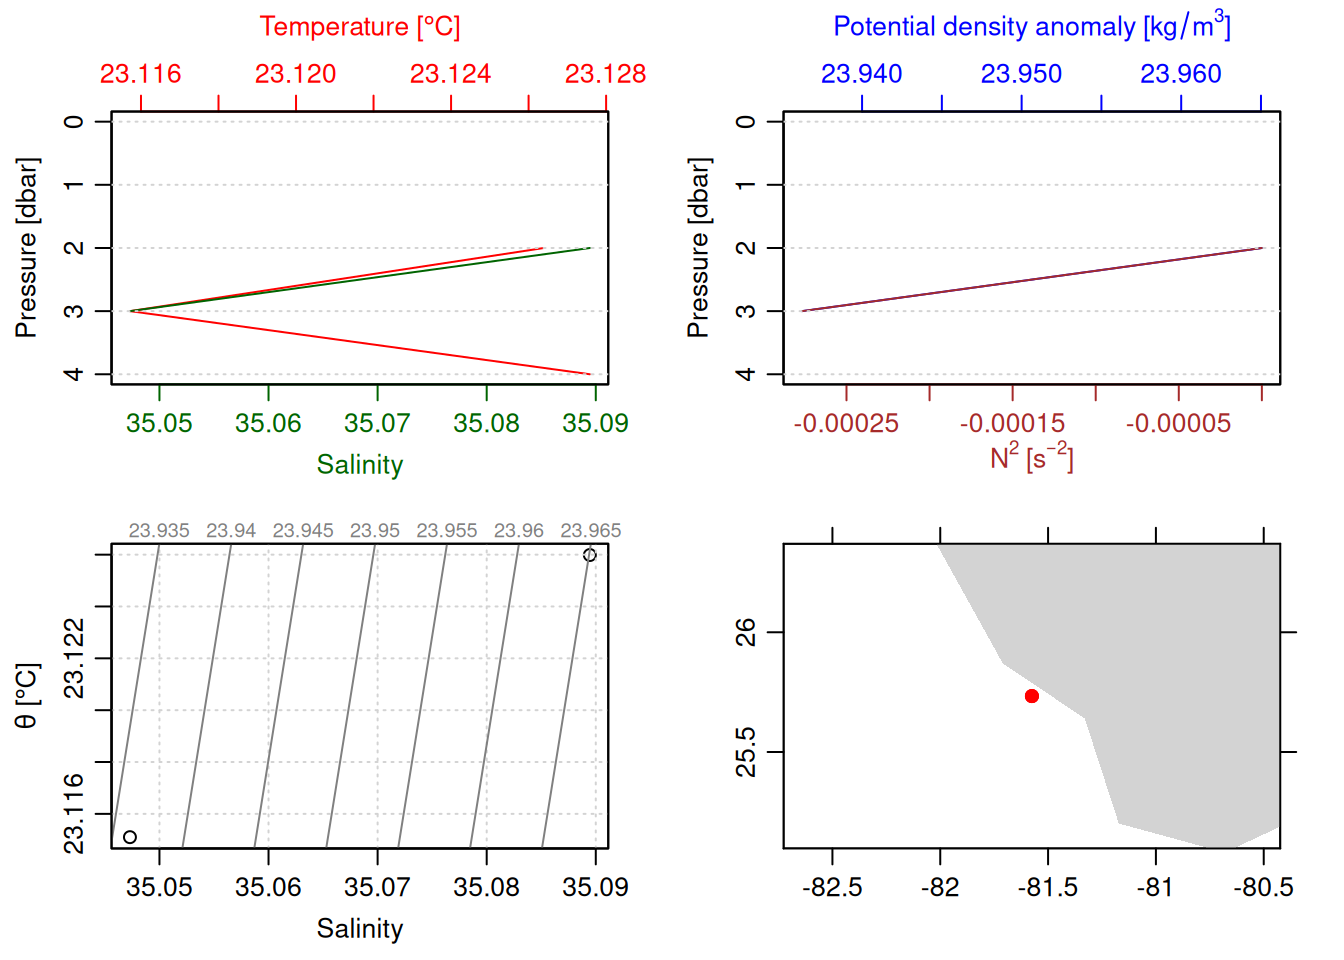 Temperature [°C]
23.116 23.120 23.124 23.128
Pressure [dbar]
0
1
2
3
4
35.05 35.06 35.07 35.08 35.09
Salinity
Potential density anomaly [kg/m³]
23.940 23.950 23.960
Pressure [dbar]
0
1
2
3
4
-0.00025 -0.00015 -0.00005
N² [s⁻²]
23.935 23.94 23.945 23.95 23.955 23.96 23.965
θ [°C]
23.122
23.116
35.05 35.06 35.07 35.08 35.09
Salinity
26
25.5
-82.5 -82 -81.5 -81 -80.5